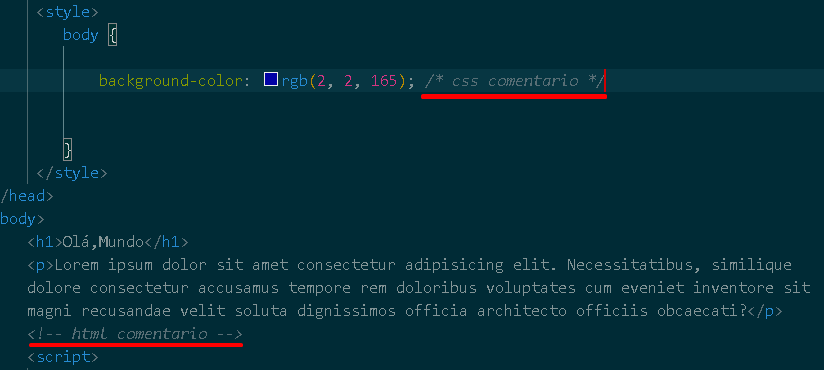 <style>
body {
background-color: rgb(2, 2, 165); /* css comentario */
}
</style>
/head>
body>
<h1>Olá,Mundo</h1>
<p>Lorem ipsum dolor sit amet consectetur adipisicing elit. Necessitatibus, similique
dolore consectetur accusamus tempore rem doloribus voluptates cum eveniet inventore sit
magni recusandae velit soluta dignissimos officia architecto officiis obcaecati?</p>
<!-- html comentario -->
<script>